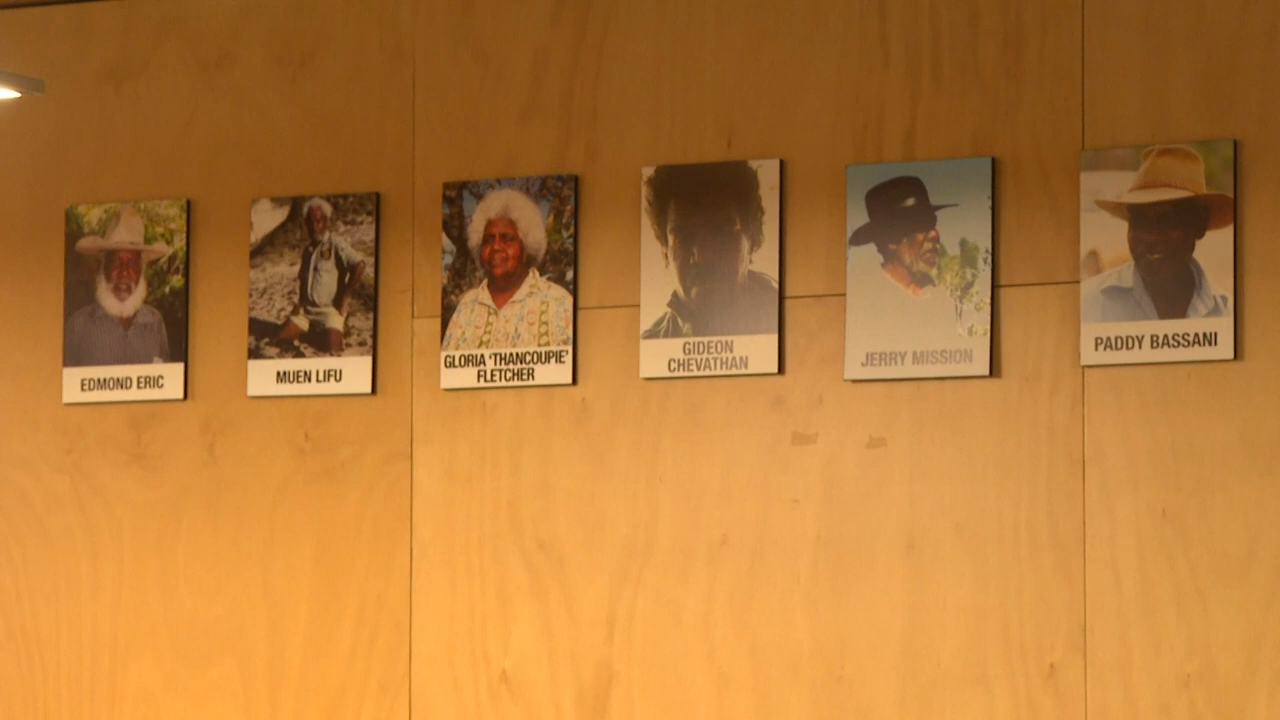 EDMOND ERIC
MUEN LIFU
GLORIA 'THANCOUPIE'
FLETCHER
GIDEON
CHEVATHAN
JERRY MISSION
PADDY BASSANI